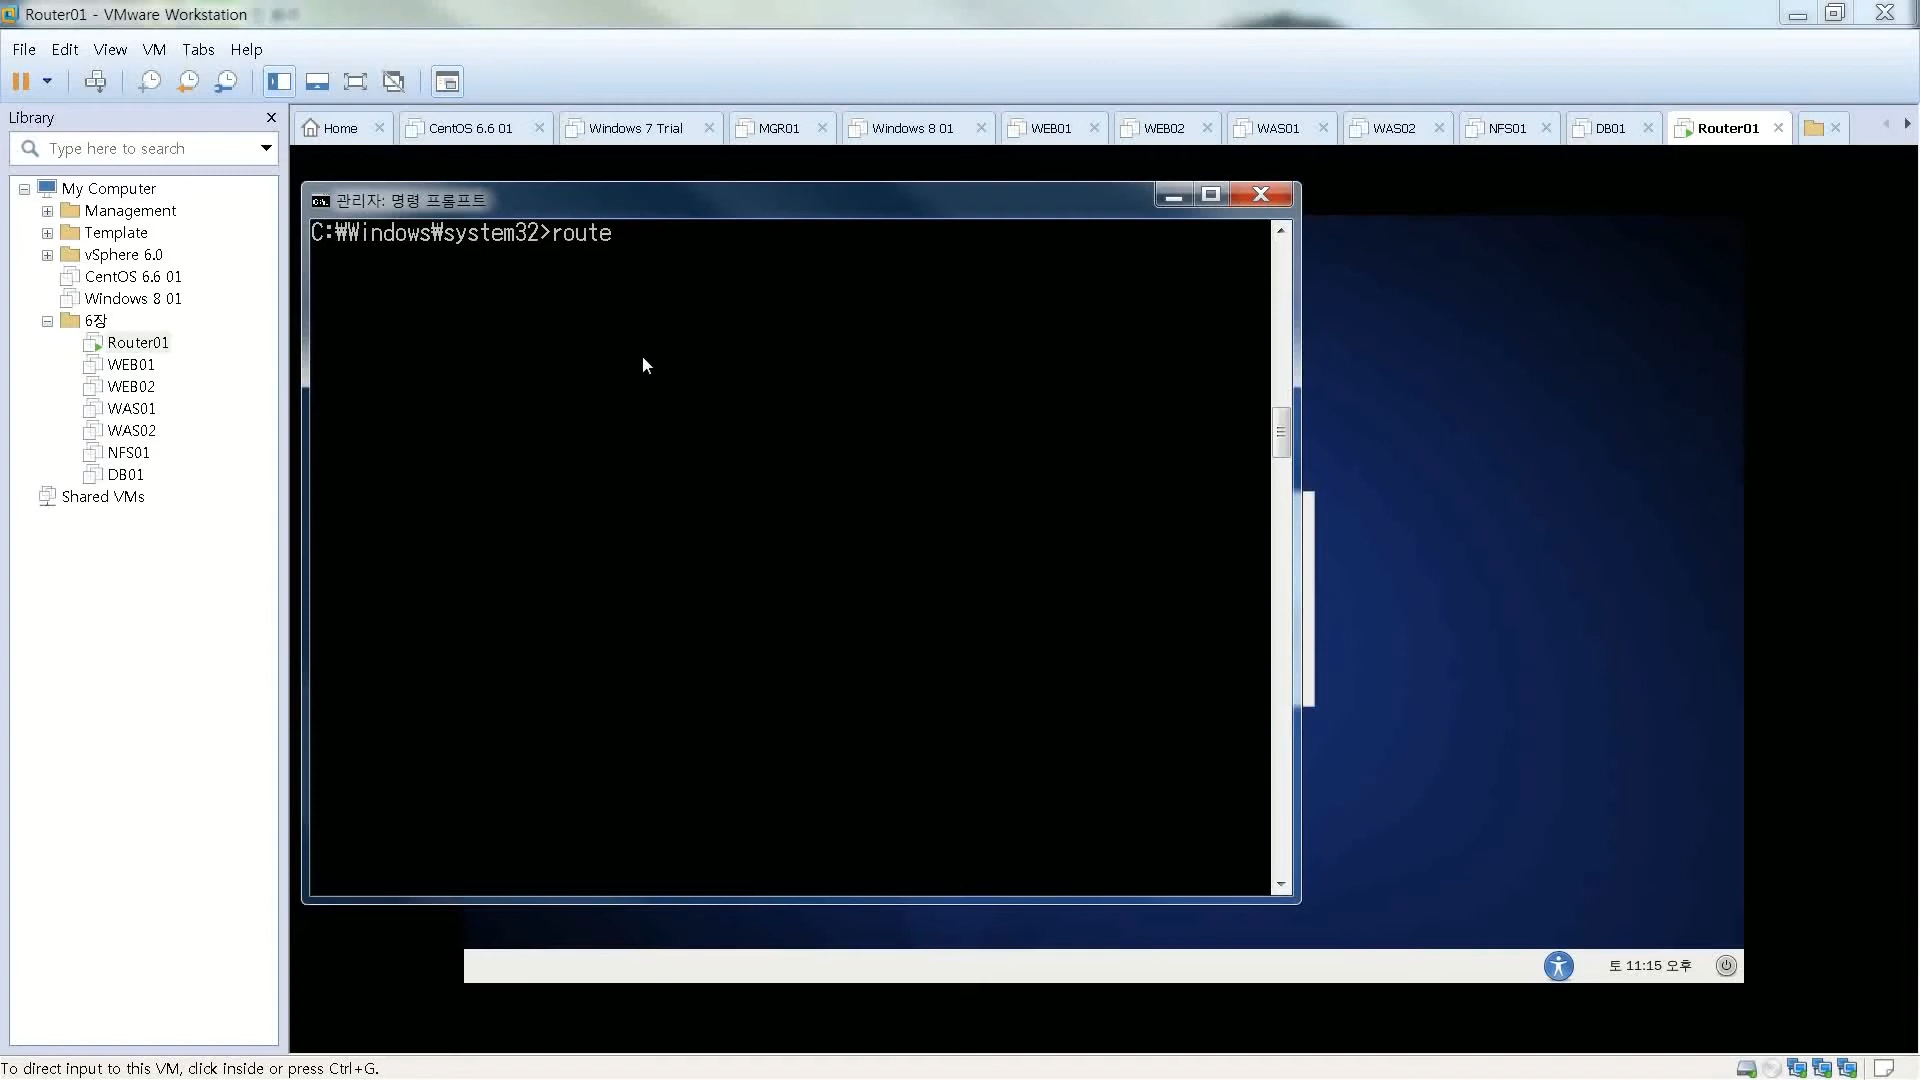 Router01 - VMware Workstation
File Edit View VM Tabs Help
Library
Type here to search
My Computer
Management
Template
vSphere 6.0
CentOS 6.6 01
Windows 8 01
6장
Router01
WEB01
WEB02
WAS01
WAS02
NFS01
DB01
Shared VMs
Home CentOS 6.6 01 Windows 7 Trial MGR01 Windows 8 01 WEB01 WEB02 WAS01 WAS02 NFS01 DB01 Router01
관리자: 명령 프롬프트
C:₩Windows₩system32>route
토 11:15 오후
To direct input to this VM, click inside or press Ctrl+G.